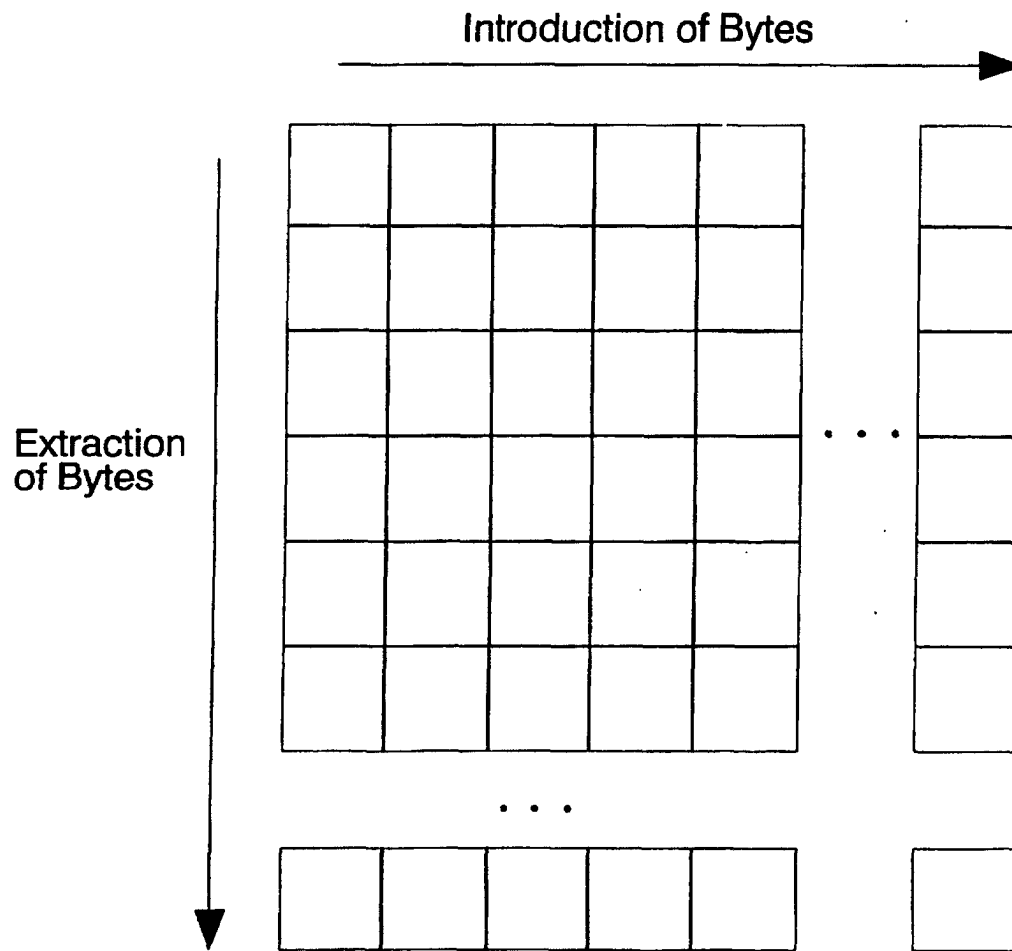 Introduction of Bytes
Extraction
of Bytes